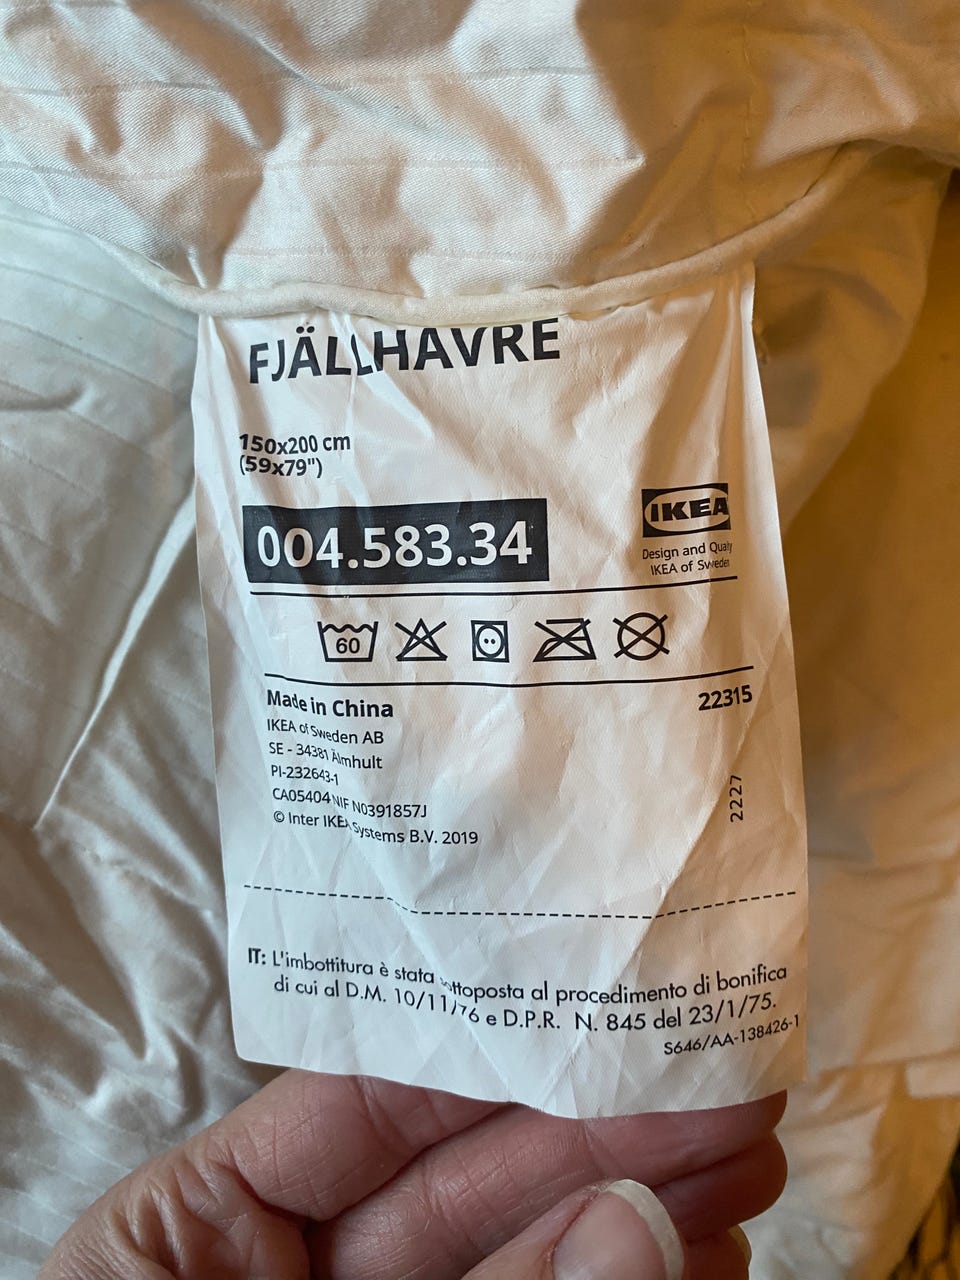 FJÄLLHAVRE
150x200 cm
(59x79")
004.583.34
IKEA
Design and Quality
IKEA of Sweden
60
Made in China
22315
IKEA of Sweden AB
SE - 34381 Älmhult
PI-232643-1
CA05404 NIF N0391857J
© Inter IKEA Systems B.V. 2019
2227
IT: L'imbottitura è stata sottoposta al procedimento di bonifica
di cui al D.M. 10/11/76 e D.P.R. N. 845 del 23/1/75.
S646/AA-138426-1